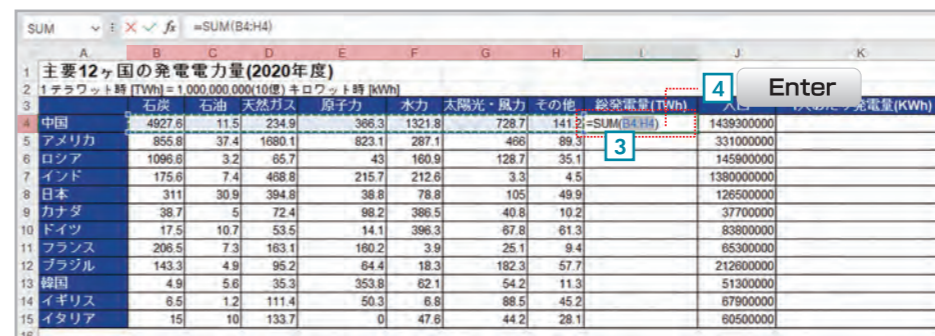 SUM =SUM(B4:H4)
A B C D E F G H I J K
1 主要12ヶ国の発電電力量(2020年度)
2 1テラワット時 [TWh] = 1,000,000,000(10億) キロワット時 [kWh]
3 石炭 石油 天然ガス 原子力 水力 太陽光・風力 その他 総発電量(TWh) 人口 1人あたり発電量(KWh)
4 Enter
4 中国 4927.6 11.5 234.9 366.3 1321.8 728.7 141.2 =SUM(B4:H4) 1439300000
3
5 アメリカ 855.8 37.4 1680.1 823.1 287.1 466 89.3 331000000
6 ロシア 1096.6 3.2 65.7 43 160.9 128.7 35.1 145900000
7 インド 175.6 7.4 468.8 215.7 212.6 3.3 4.5 1380000000
8 日本 311 30.9 394.8 38.8 78.8 105 49.9 126500000
9 カナダ 38.7 5 72.4 98.2 386.5 40.8 10.2 37700000
10 ドイツ 17.5 10.7 53.5 14.1 396.3 67.8 61.3 83800000
11 フランス 206.5 7.3 163.1 160.2 3.9 25.1 9.4 65300000
12 ブラジル 143.3 4.9 95.2 64.4 18.3 182.3 57.7 212600000
13 韓国 4.9 5.6 35.3 353.8 62.1 54.2 11.3 51300000
14 イギリス 6.5 1.2 111.4 50.3 6.8 88.5 45.2 67900000
15 イタリア 15 10 133.7 0 47.6 44.2 28.1 60500000
16